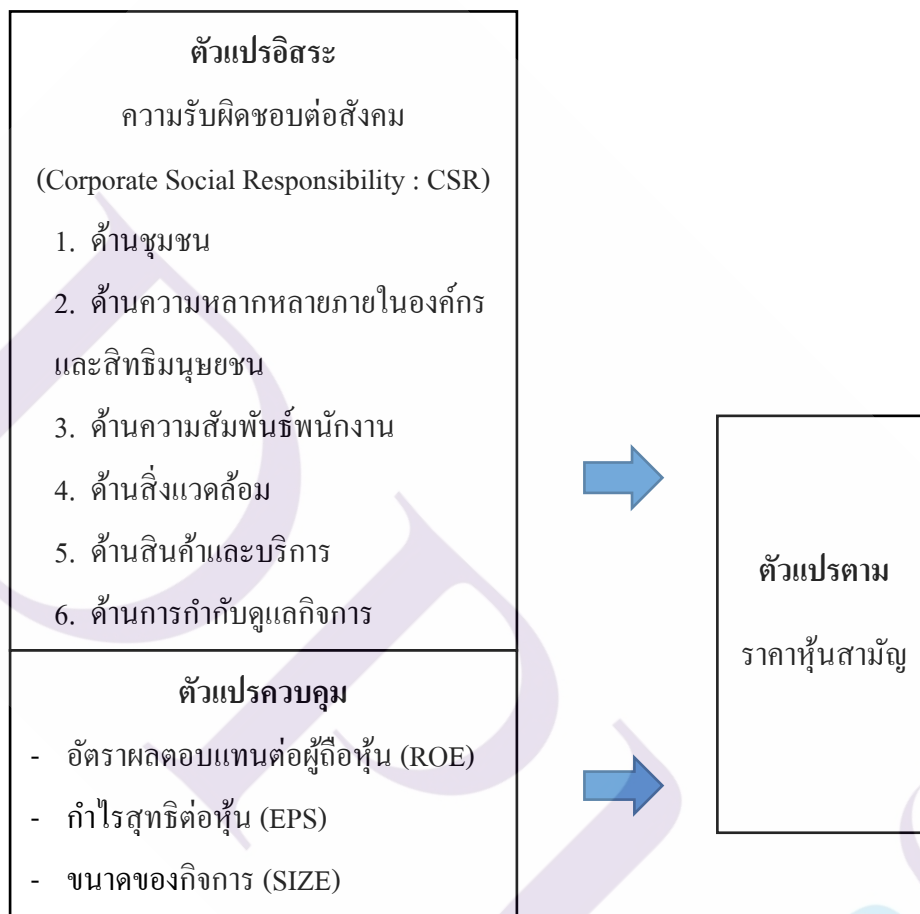 ตัวแปรอิสระ
ความรับผิดชอบต่อสังคม
(Corporate Social Responsibility : CSR)
1. ด้านชุมชน
2. ด้านความหลากหลายภายในองค์กร
และสิทธิมนุษยชน
3. ด้านความสัมพันธ์พนักงาน
4. ด้านสิ่งแวดล้อม
5. ด้านสินค้าและบริการ
6. ด้านการกำกับดูแลกิจการ
ตัวแปรควบคุม
- อัตราผลตอบแทนต่อผู้ถือหุ้น (ROE)
- กำไรสุทธิต่อหุ้น (EPS)
- ขนาดของกิจการ (SIZE)
ตัวแปรตาม
ราคาหุ้นสามัญ